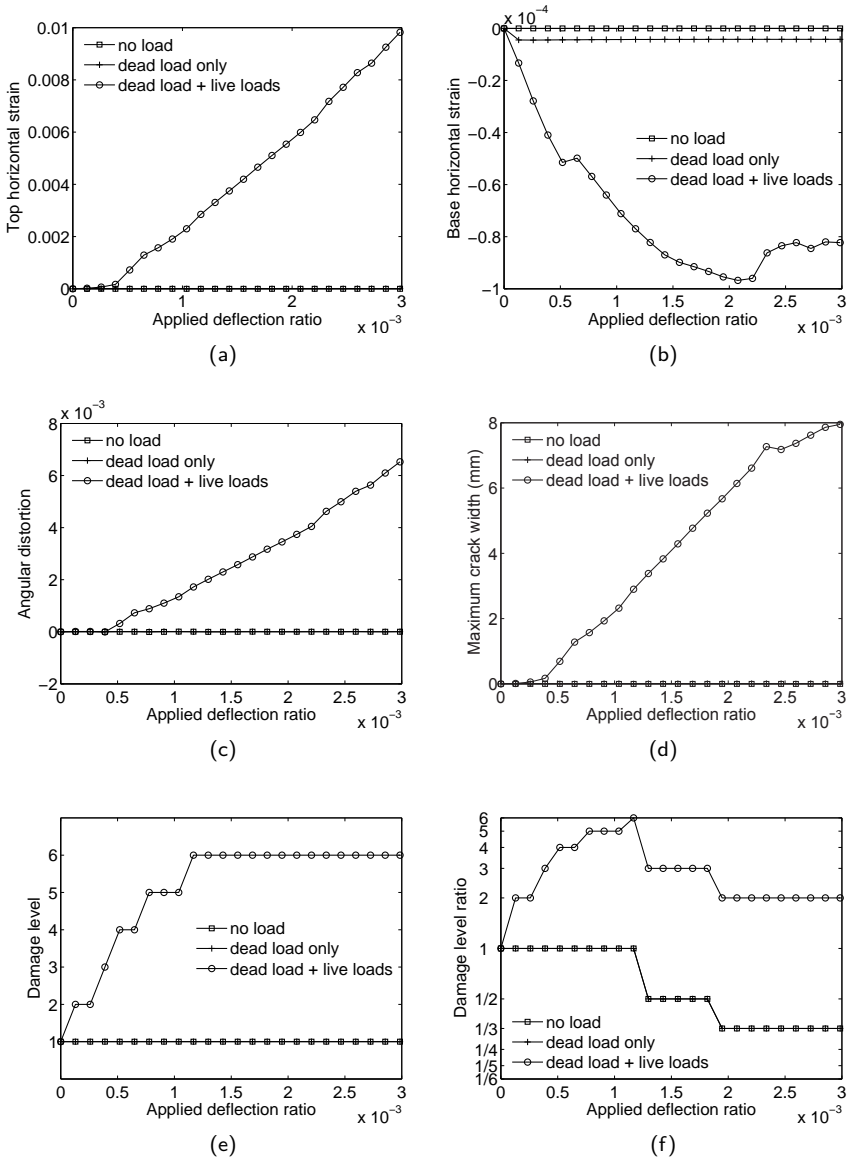 0.01
0.008
0.006
0.004
0.002
0
Top horizontal strain
no load
dead load only
dead load + live loads
0 1 2 3
Applied deflection ratio
x 10−3
(a)
x 10−4
0
−0.2
−0.4
−0.6
−0.8
−1
Base horizontal strain
no load
dead load only
dead load + live loads
0 0.5 1 1.5 2 2.5 3
Applied deflection ratio
x 10−3
(b)
x 10−3
8
6
4
2
0
−2
Angular distortion
no load
dead load only
dead load + live loads
0 0.5 1 1.5 2 2.5 3
Applied deflection ratio
x 10−3
(c)
8
6
4
2
0
Maximum crack width (mm)
no load
dead load only
dead load + live loads
0 0.5 1 1.5 2 2.5 3
Applied deflection ratio
x 10−3
(d)
6
5
4
3
2
1
Damage level
no load
dead load only
dead load + live loads
0 0.5 1 1.5 2 2.5 3
Applied deflection ratio
x 10−3
(e)
6
5
4
3
2
1
1/2
1/3
1/4
1/5
1/6
Damage level ratio
no load
dead load only
dead load + live loads
0 0.5 1 1.5 2 2.5 3
Applied deflection ratio
x 10−3
(f)